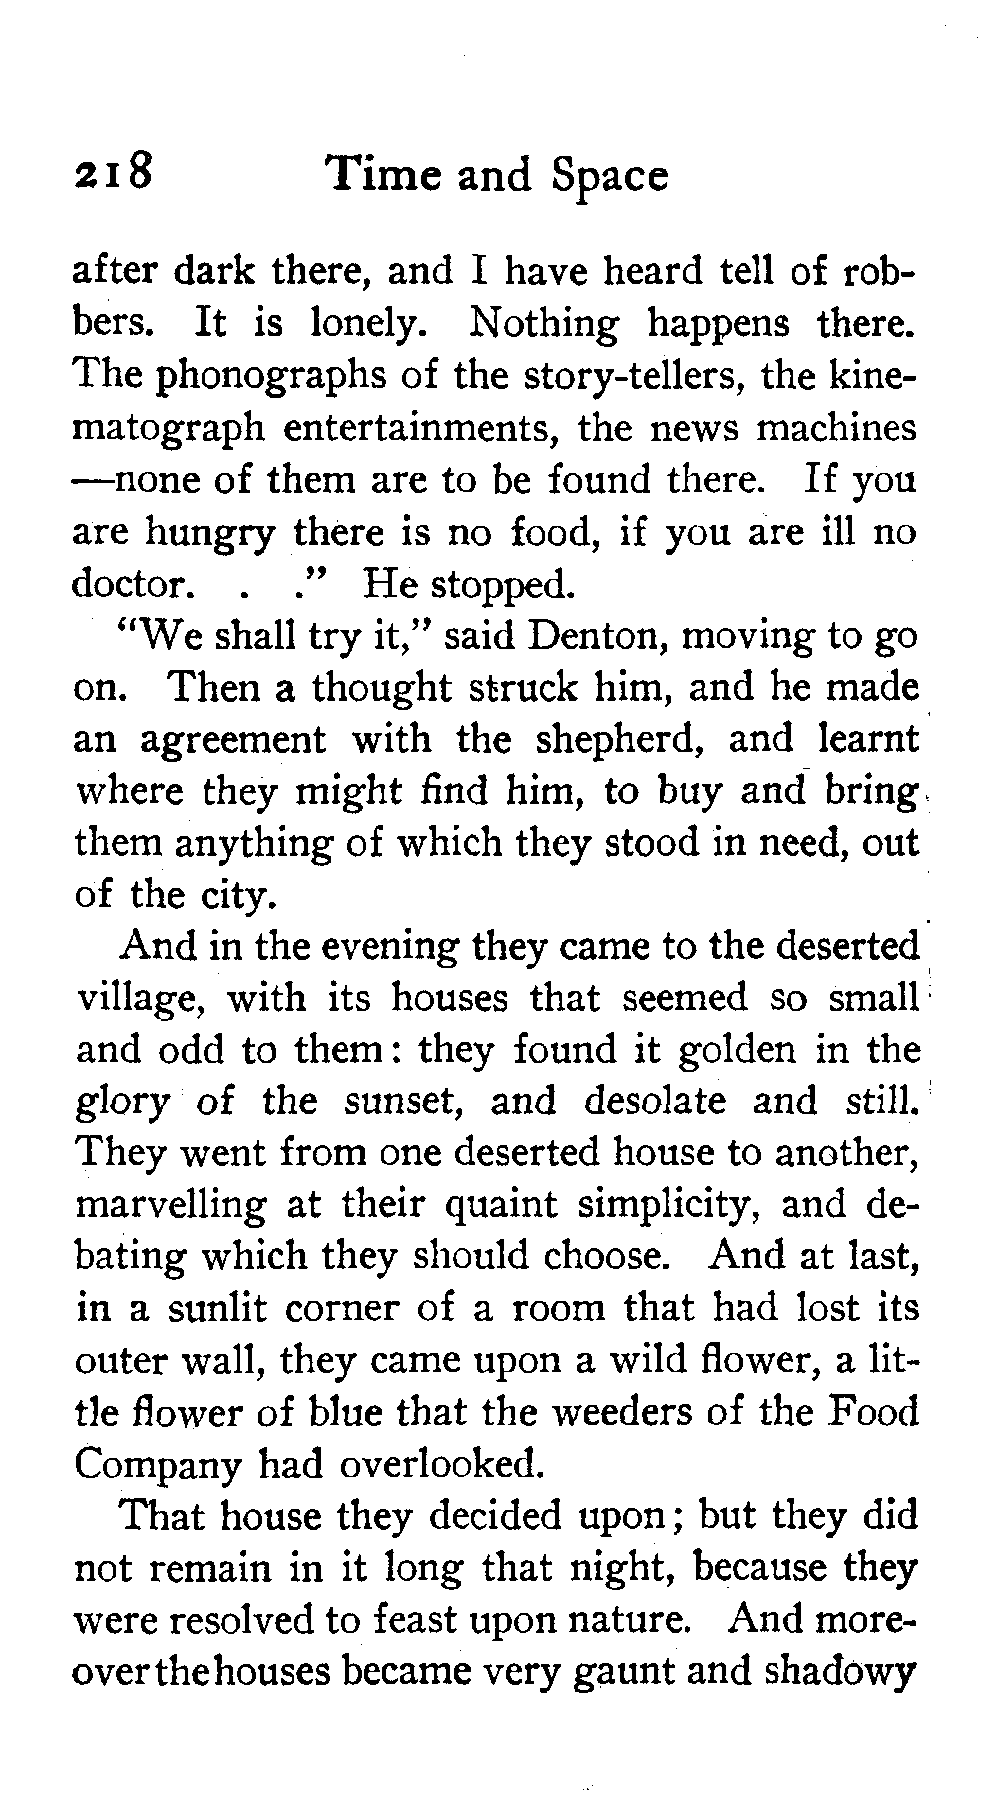 218 Time and Space
after dark there, and I have heard tell of rob-
bers. It is lonely. Nothing happens there.
The phonographs of the story-tellers, the kine-
matograph entertainments, the news machines
—none of them are to be found there. If you
are hungry there is no food, if you are ill no
doctor. . ." He stopped.
"We shall try it," said Denton, moving to go
on. Then a thought struck him, and he made
an agreement with the shepherd, and learnt
where they might find him, to buy and bring
them anything of which they stood in need, out
of the city.
And in the evening they came to the deserted
village, with its houses that seemed so small
and odd to them: they found it golden in the
glory of the sunset, and desolate and still.
They went from one deserted house to another,
marvelling at their quaint simplicity, and de-
bating which they should choose. And at last,
in a sunlit corner of a room that had lost its
outer wall, they came upon a wild flower, a lit-
tle flower of blue that the weeders of the Food
Company had overlooked.
That house they decided upon; but they did
not remain in it long that night, because they
were resolved to feast upon nature. And more-
over the houses became very gaunt and shadowy